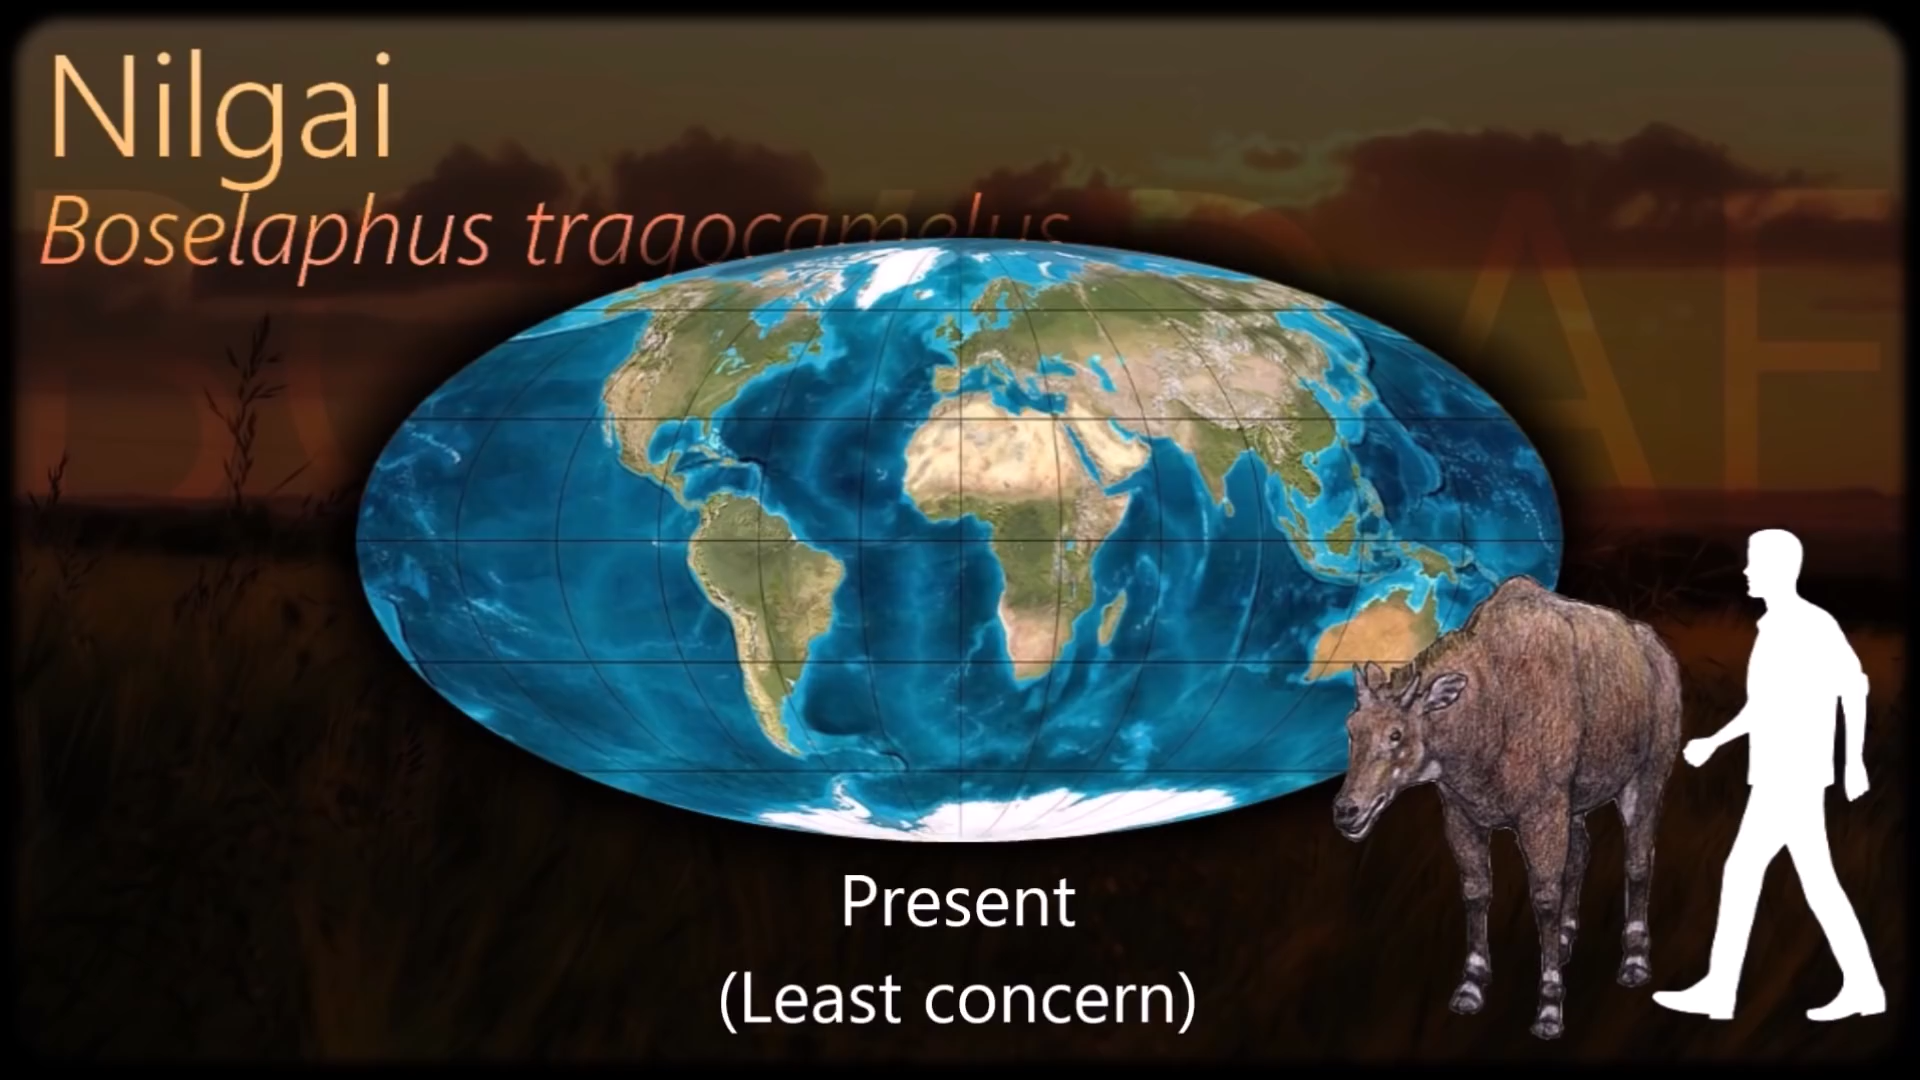 Nilgai
Boselaphus tragocamelus
Present
(Least concern)